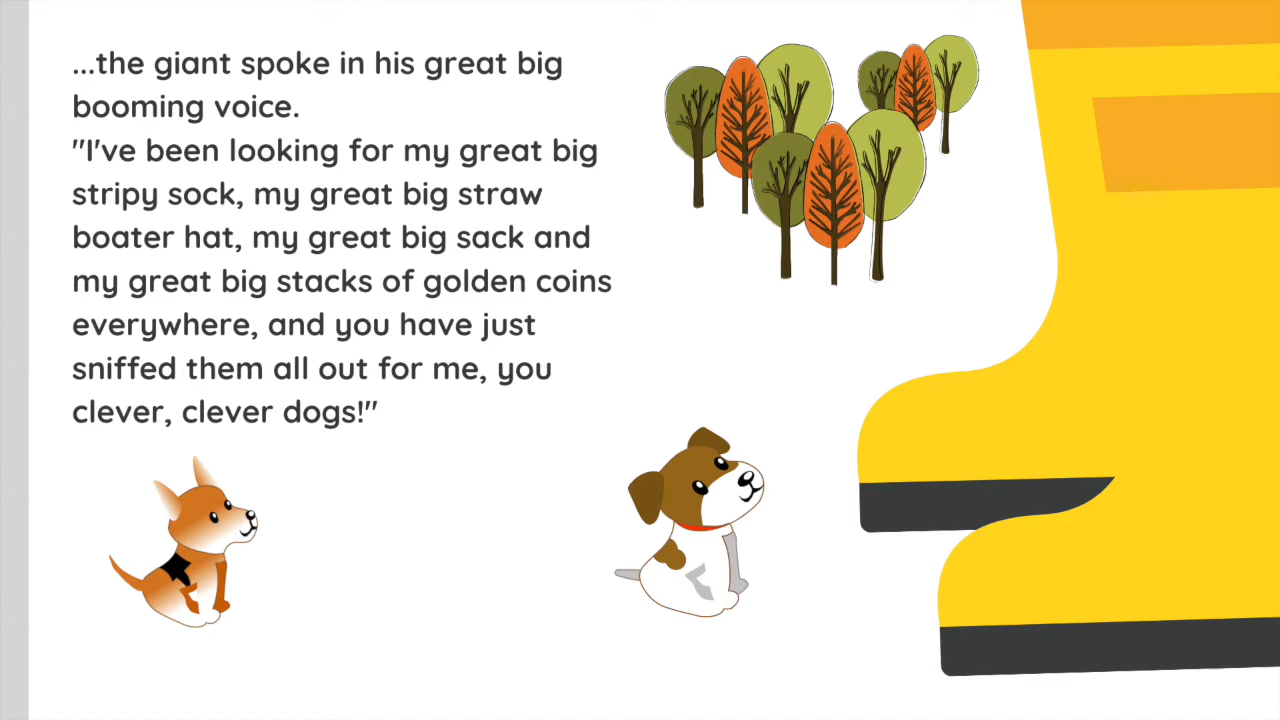 ...the giant spoke in his great big
booming voice.
"I've been looking for my great big
stripy sock, my great big straw
boater hat, my great big sack and
my great big stacks of golden coins
everywhere, and you have just
sniffed them all out for me, you
clever, clever dogs!"